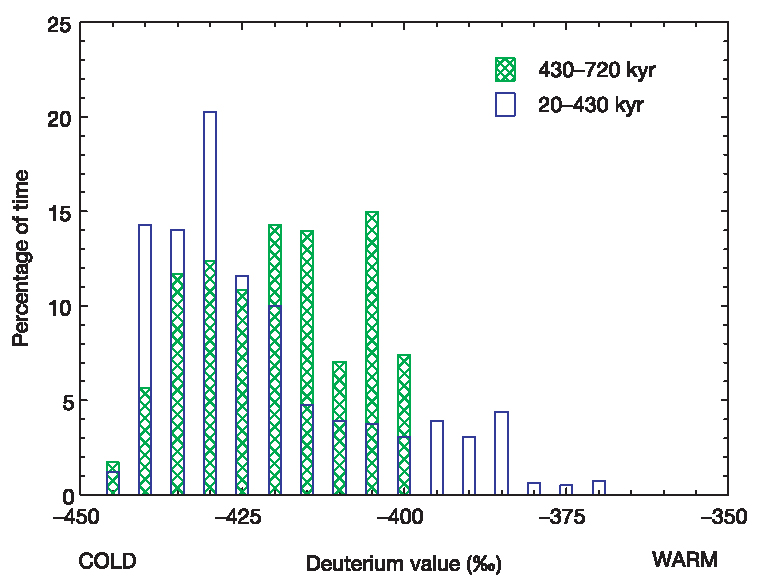 25
20
15
10
5
0
Percentage of time
430–720 kyr
20–430 kyr
–450 –425 –400 –375 –350
COLD Deuterium value (‰) WARM